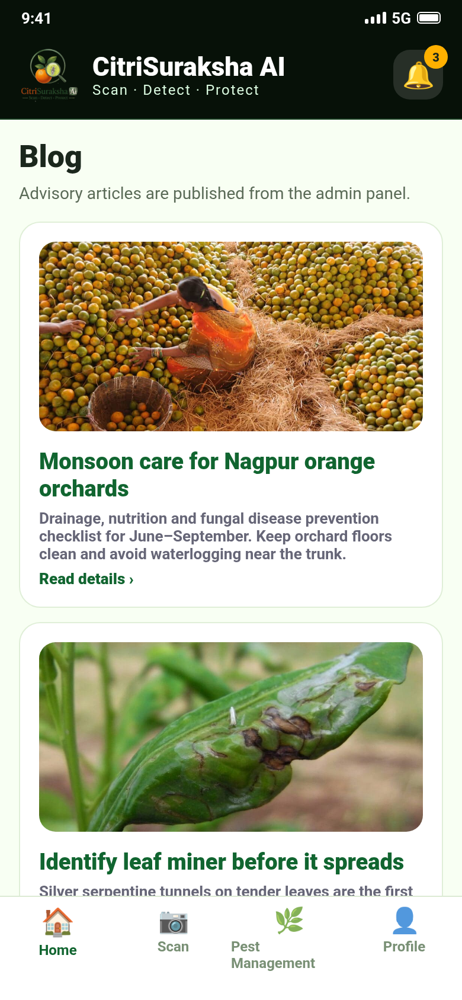 9:41
5G
CitriSuraksha AI
Scan · Detect · Protect
3
CitriSuraksha Ai
Scan · Detect · Protect
Blog
Advisory articles are published from the admin panel.
Monsoon care for Nagpur orange
orchards
Drainage, nutrition and fungal disease prevention
checklist for June–September. Keep orchard floors
clean and avoid waterlogging near the trunk.
Read details ›
Identify leaf miner before it spreads
Silver serpentine tunnels on tender leaves are the first
Home
Scan
Pest
Management
Profile